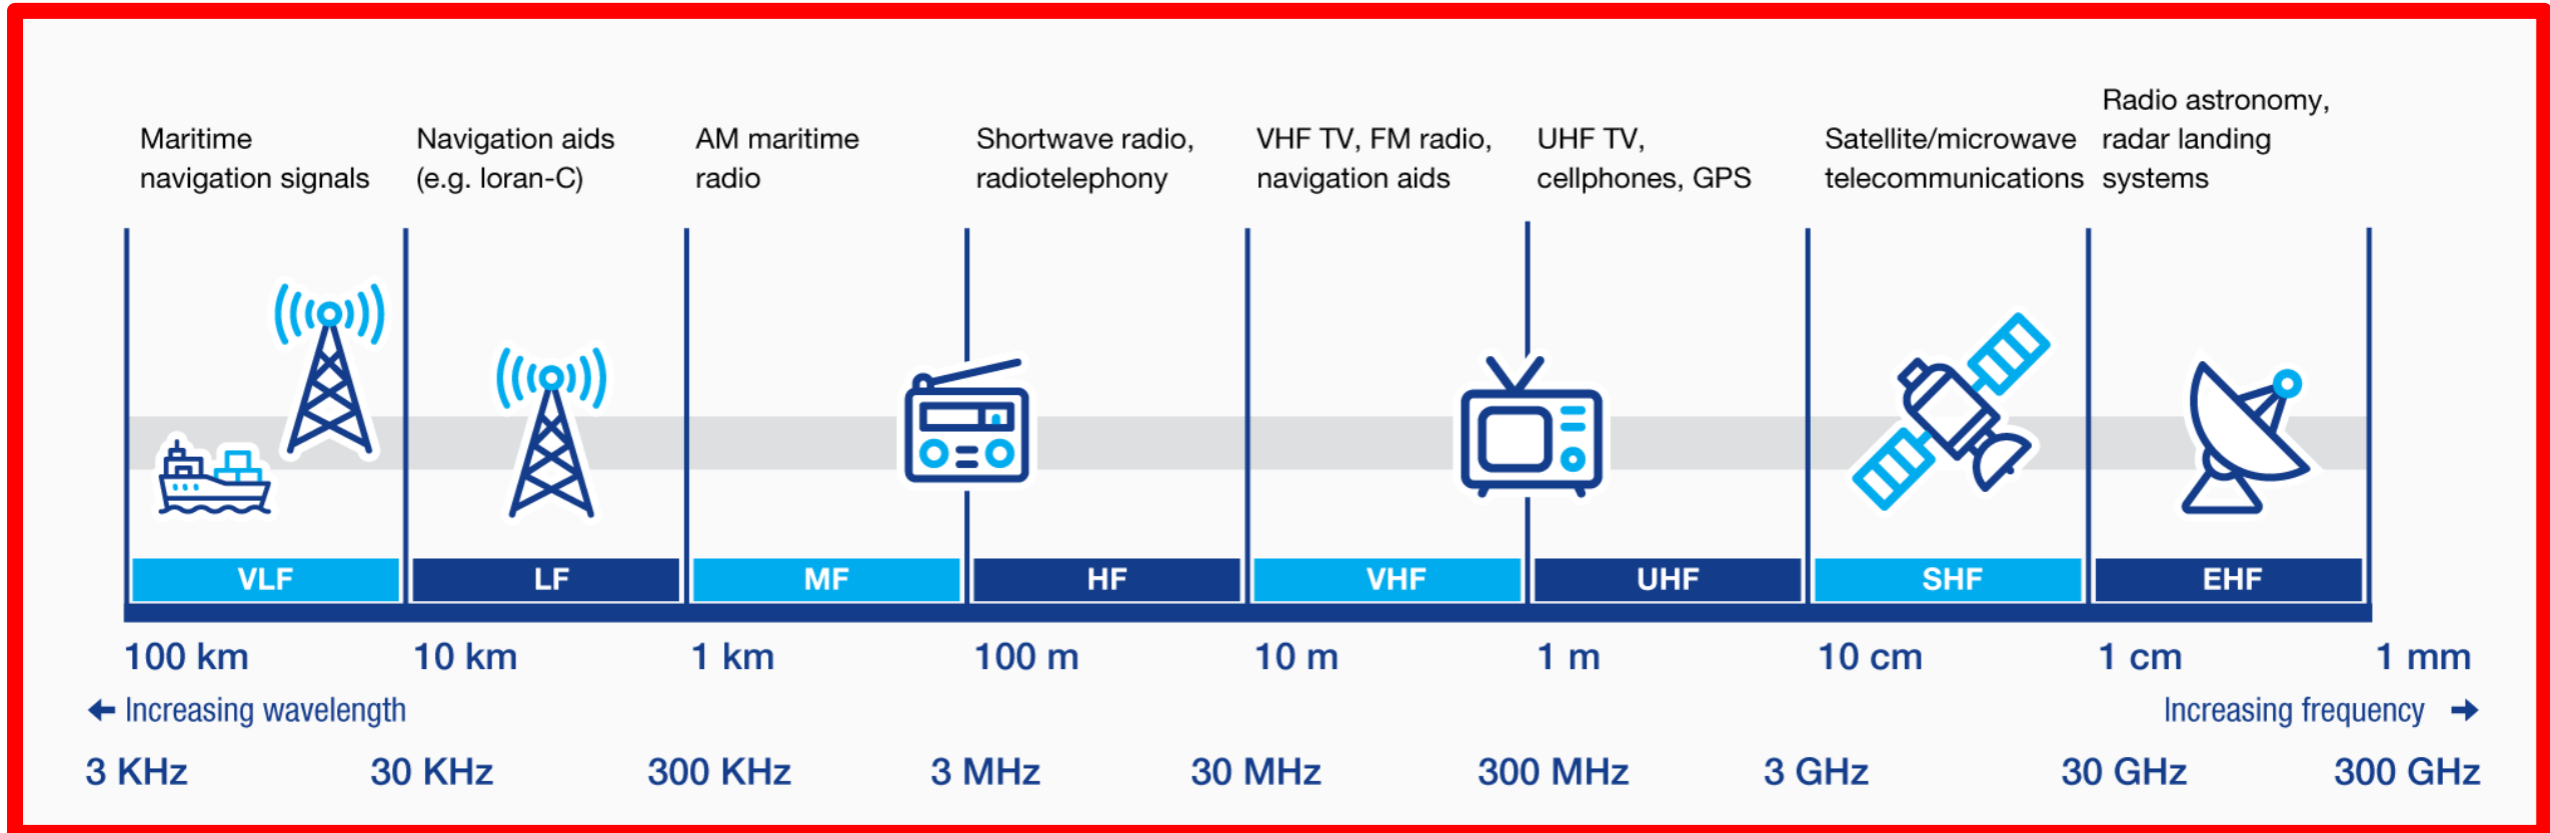 Maritime
navigation signals
Navigation aids
(e.g. loran-C)
AM maritime
radio
Shortwave radio,
radiotelephony
VHF TV, FM radio,
navigation aids
UHF TV,
cellphones, GPS
Satellite/microwave
telecommunications
Radio astronomy,
radar landing
systems
VLF
LF
MF
HF
VHF
UHF
SHF
EHF
100 km
10 km
1 km
100 m
10 m
1 m
10 cm
1 cm
1 mm
Increasing wavelength
Increasing frequency
3 KHz
30 KHz
300 KHz
3 MHz
30 MHz
300 MHz
3 GHz
30 GHz
300 GHz